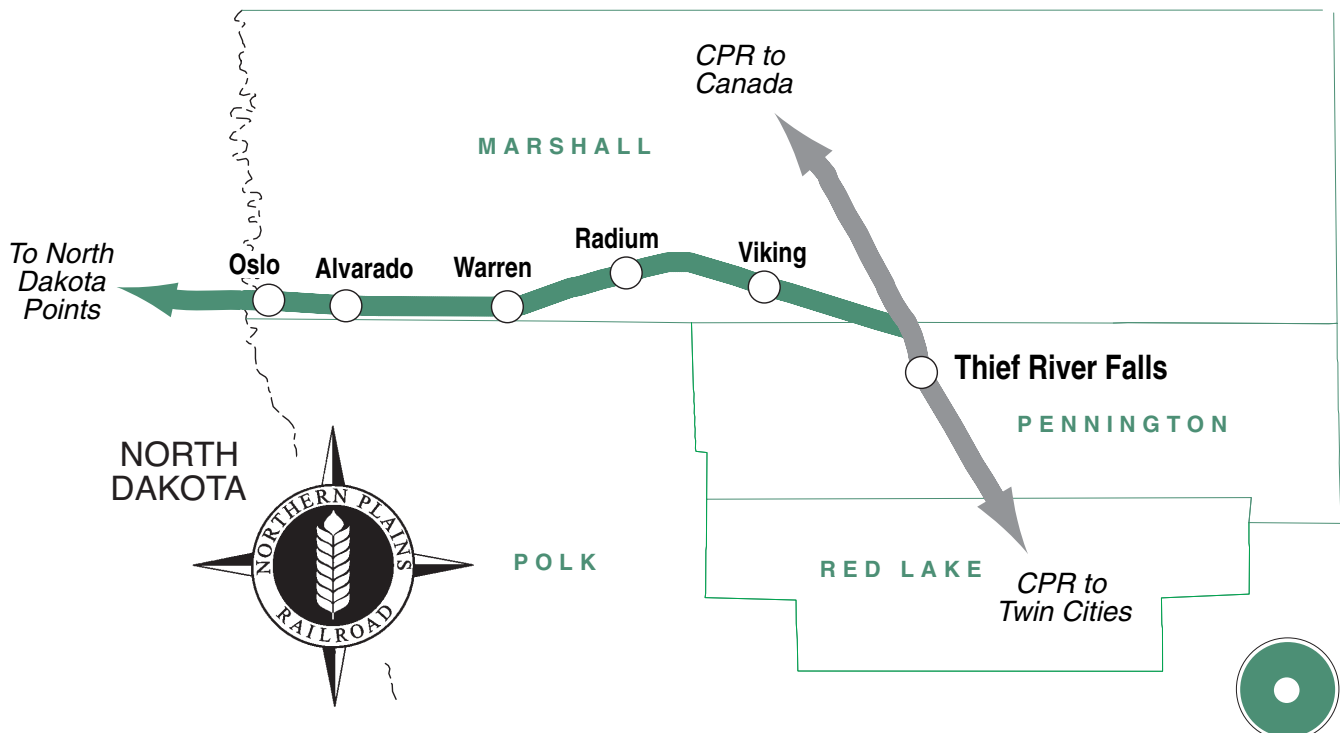 CPR to
Canada
MARSHALL
To North
Dakota
Points
Oslo
Alvarado
Warren
Radium
Viking
Thief River Falls
PENNINGTON
NORTH
DAKOTA
NORTHERN PLAINS
RAILROAD
POLK
RED LAKE
CPR to
Twin Cities